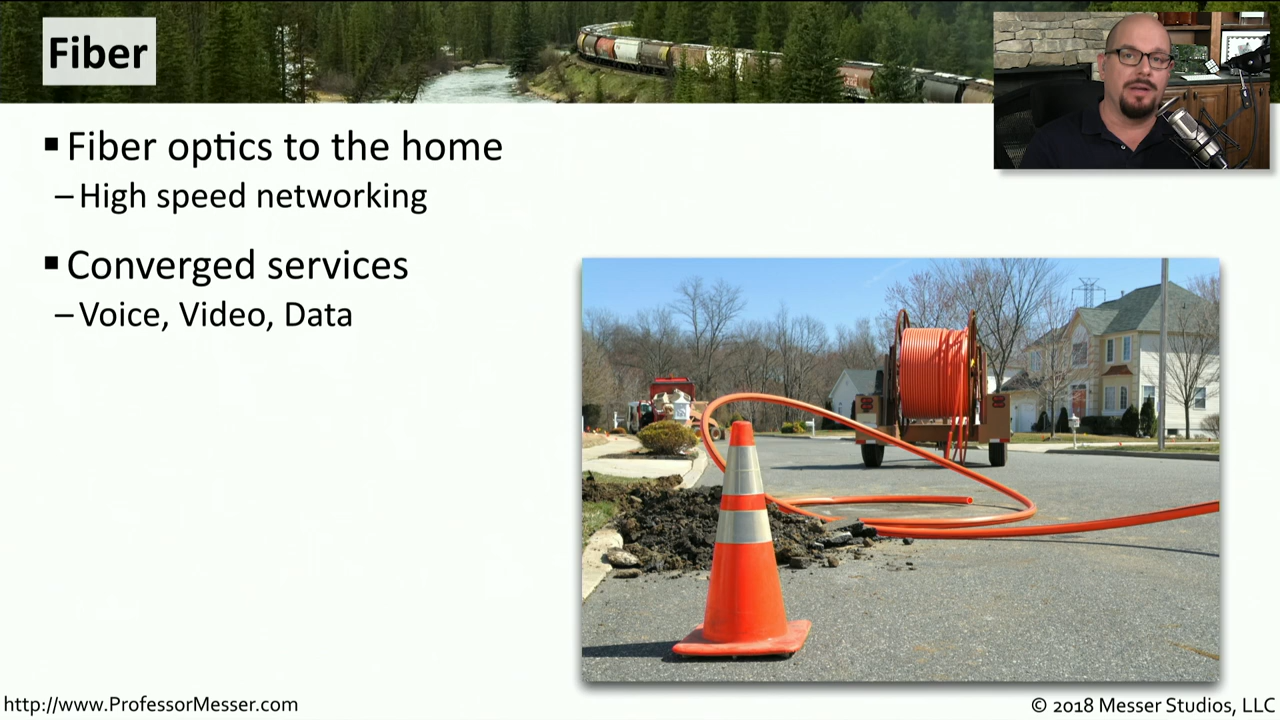 Fiber
▪ Fiber optics to the home
– High speed networking
▪ Converged services
– Voice, Video, Data
http://www.ProfessorMesser.com
© 2018 Messer Studios, LLC